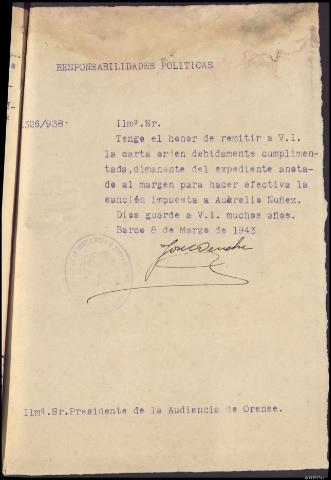 RESPONSABILIDADES POLITICAS
326/938.
Ilmº.Sr.
Tengo el honor de remitir a V.I.
la carta orden debidamente cumplimen-
tada,dimanante del expediente anota-
do al margen para hacer efectiva la
sanción impuesta a Aurelio Nuñez.
Dios guarde a V.I. muchos años.
Barco 8 de Marzo de 1943
Ilmº.Sr.Presidente de la Audiencia de Orense.